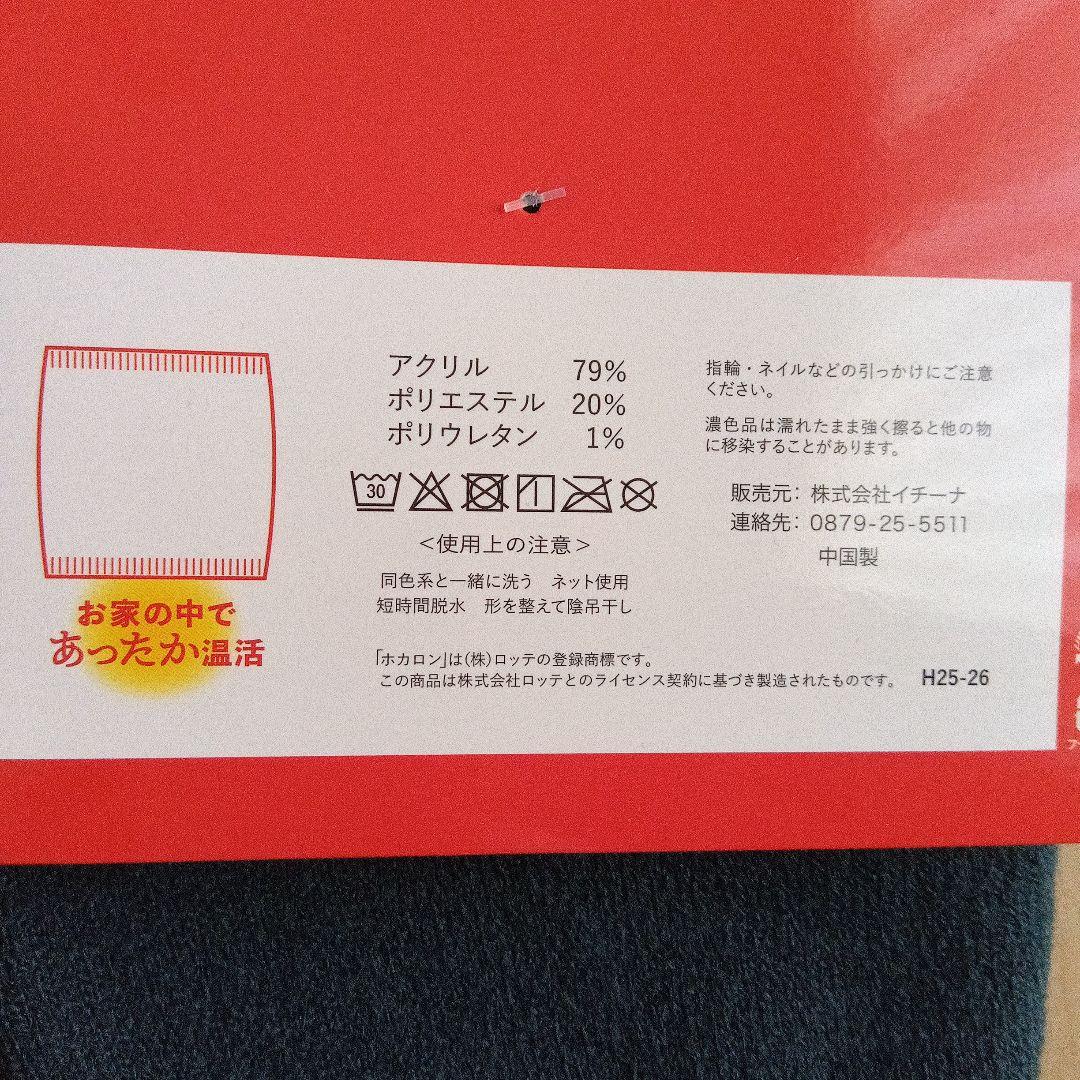 お家の中で
あったか温活
アクリル 79%
ポリエステル 20%
ポリウレタン 1%
30
<使用上の注意>
同色系と一緒に洗う ネット使用
短時間脱水 形を整えて陰吊干し
「ホカロン」は(株)ロッテの登録商標です。
この商品は株式会社ロッテとのライセンス契約に基づき製造されたものです。 H25-26
指輪・ネイルなどの引っかけにご注意
ください。
濃色品は濡れたまま強く擦ると他の物
に移染することがあります。
販売元: 株式会社イチーナ
連絡先: 0879-25-5511
中国製